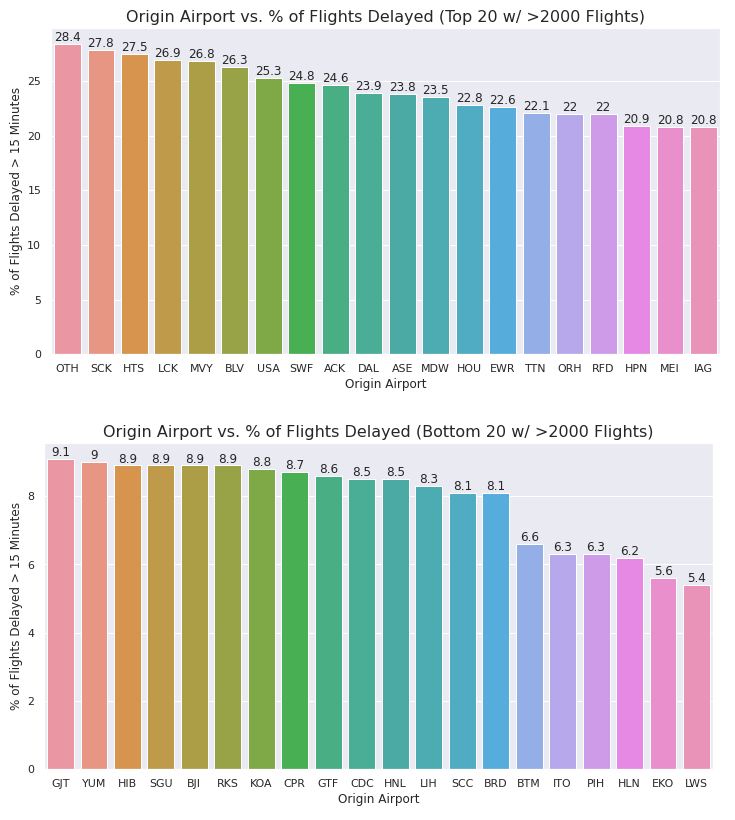 Origin Airport vs. % of Flights Delayed (Top 20 w/ >2000 Flights)
28.4 27.8 27.5 26.9 26.8 26.3 25.3 24.8 24.6 23.9 23.8 23.5 22.8 22.6 22.1 22 22 20.9 20.8 20.8
% of Flights Delayed > 15 Minutes
25
20
15
10
5
0
OTH SCK HTS LCK MVY BLV USA SWF ACK DAL ASE MDW HOU EWR TTN ORH RFD HPN MEI IAG
Origin Airport
Origin Airport vs. % of Flights Delayed (Bottom 20 w/ >2000 Flights)
9.1 9 8.9 8.9 8.9 8.9 8.8 8.7 8.6 8.5 8.5 8.3 8.1 8.1 6.6 6.3 6.3 6.2 5.6 5.4
% of Flights Delayed > 15 Minutes
8
6
4
2
0
GJT YUM HIB SGU BJI RKS KOA CPR GTF CDC HNL LIH SCC BRD BTM ITO PIH HLN EKO LWS
Origin Airport